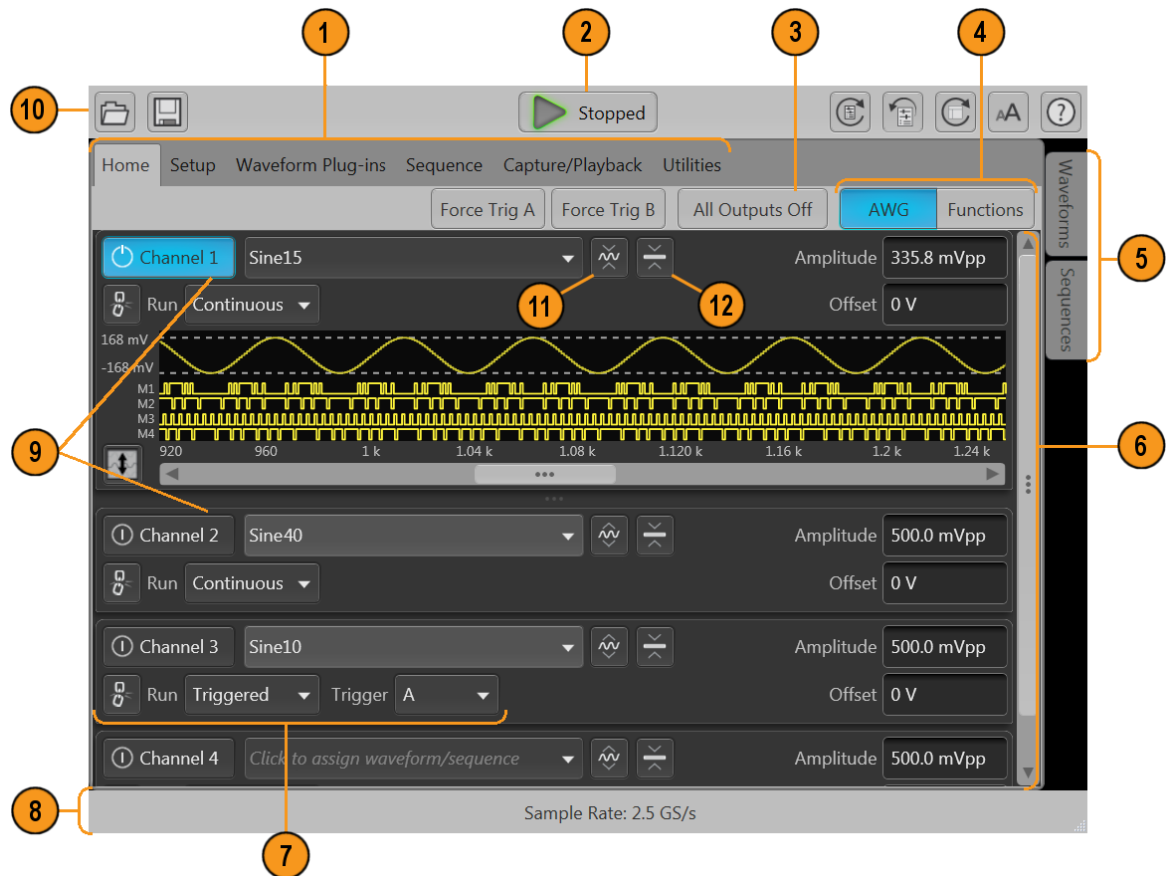 1
2
3
4
10
Stopped
AA
?
Home Setup Waveform Plug-ins Sequence Capture/Playback Utilities
Force Trig A Force Trig B All Outputs Off AWG Functions
Waveforms
Sequences
5
Channel 1 Sine15 Amplitude 335.8 mVpp
11
12
Run Continuous Offset 0 V
168 mV
-168 mV
M1
M2
M3
M4
9
6
920 960 1 k 1.04 k 1.08 k 1.120 k 1.16 k 1.2 k 1.24 k
Channel 2 Sine40 Amplitude 500.0 mVpp
Run Continuous Offset 0 V
Channel 3 Sine10 Amplitude 500.0 mVpp
Run Triggered Trigger A Offset 0 V
Channel 4 Click to assign waveform/sequence Amplitude 500.0 mVpp
8
Sample Rate: 2.5 GS/s
7